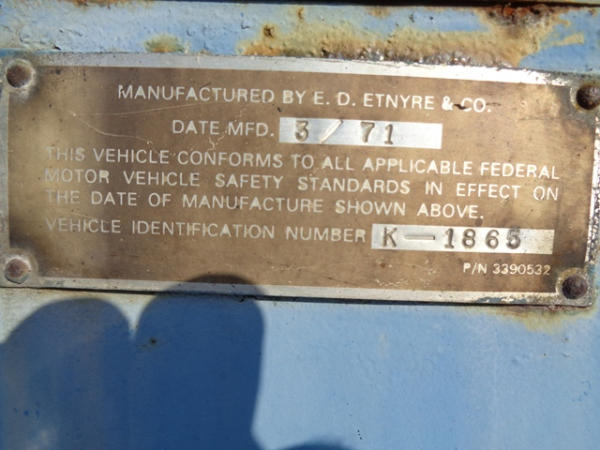 MANUFACTURED BY E. D. ETNYRE & CO.
DATE MFD. 3/71
THIS VEHICLE CONFORMS TO ALL APPLICABLE FEDERAL
MOTOR VEHICLE SAFETY STANDARDS IN EFFECT ON
THE DATE OF MANUFACTURE SHOWN ABOVE.
VEHICLE IDENTIFICATION NUMBER K-1865
P/N 3390532